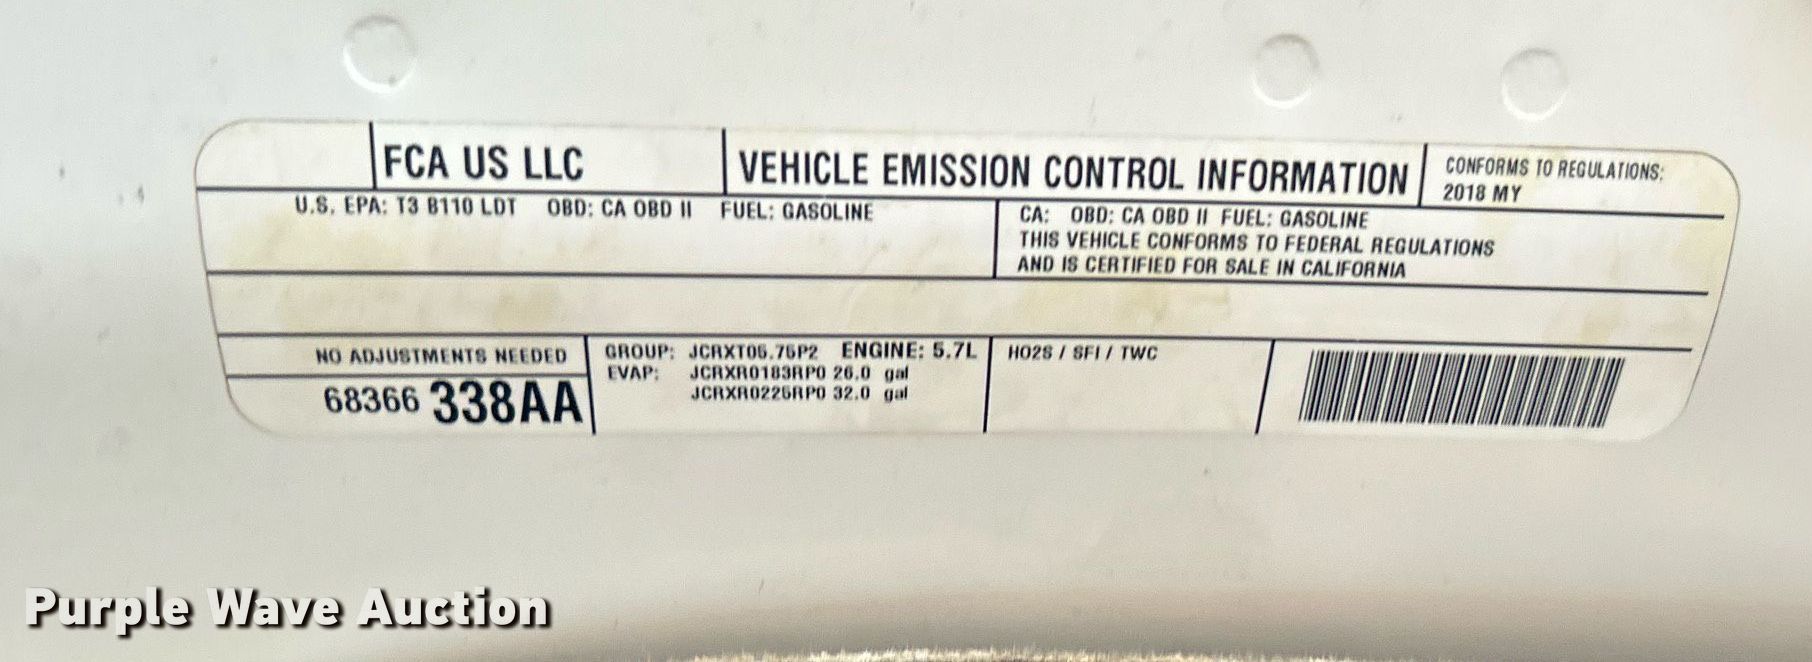 FCA US LLC
VEHICLE EMISSION CONTROL INFORMATION
CONFORMS TO REGULATIONS:
2018 MY
U.S. EPA: T3 B110 LDT OBD: CA OBD II FUEL: GASOLINE
CA: OBD: CA OBD II FUEL: GASOLINE
THIS VEHICLE CONFORMS TO FEDERAL REGULATIONS
AND IS CERTIFIED FOR SALE IN CALIFORNIA
NO ADJUSTMENTS NEEDED
68366 338AA
GROUP: JCRXT05.75P2 ENGINE: 5.7L
EVAP: JCRXR0183RP0 26.0 gal
JCRXR0225RP0 32.0 gal
HO2S / SFI / TWC
Purple Wave Auction